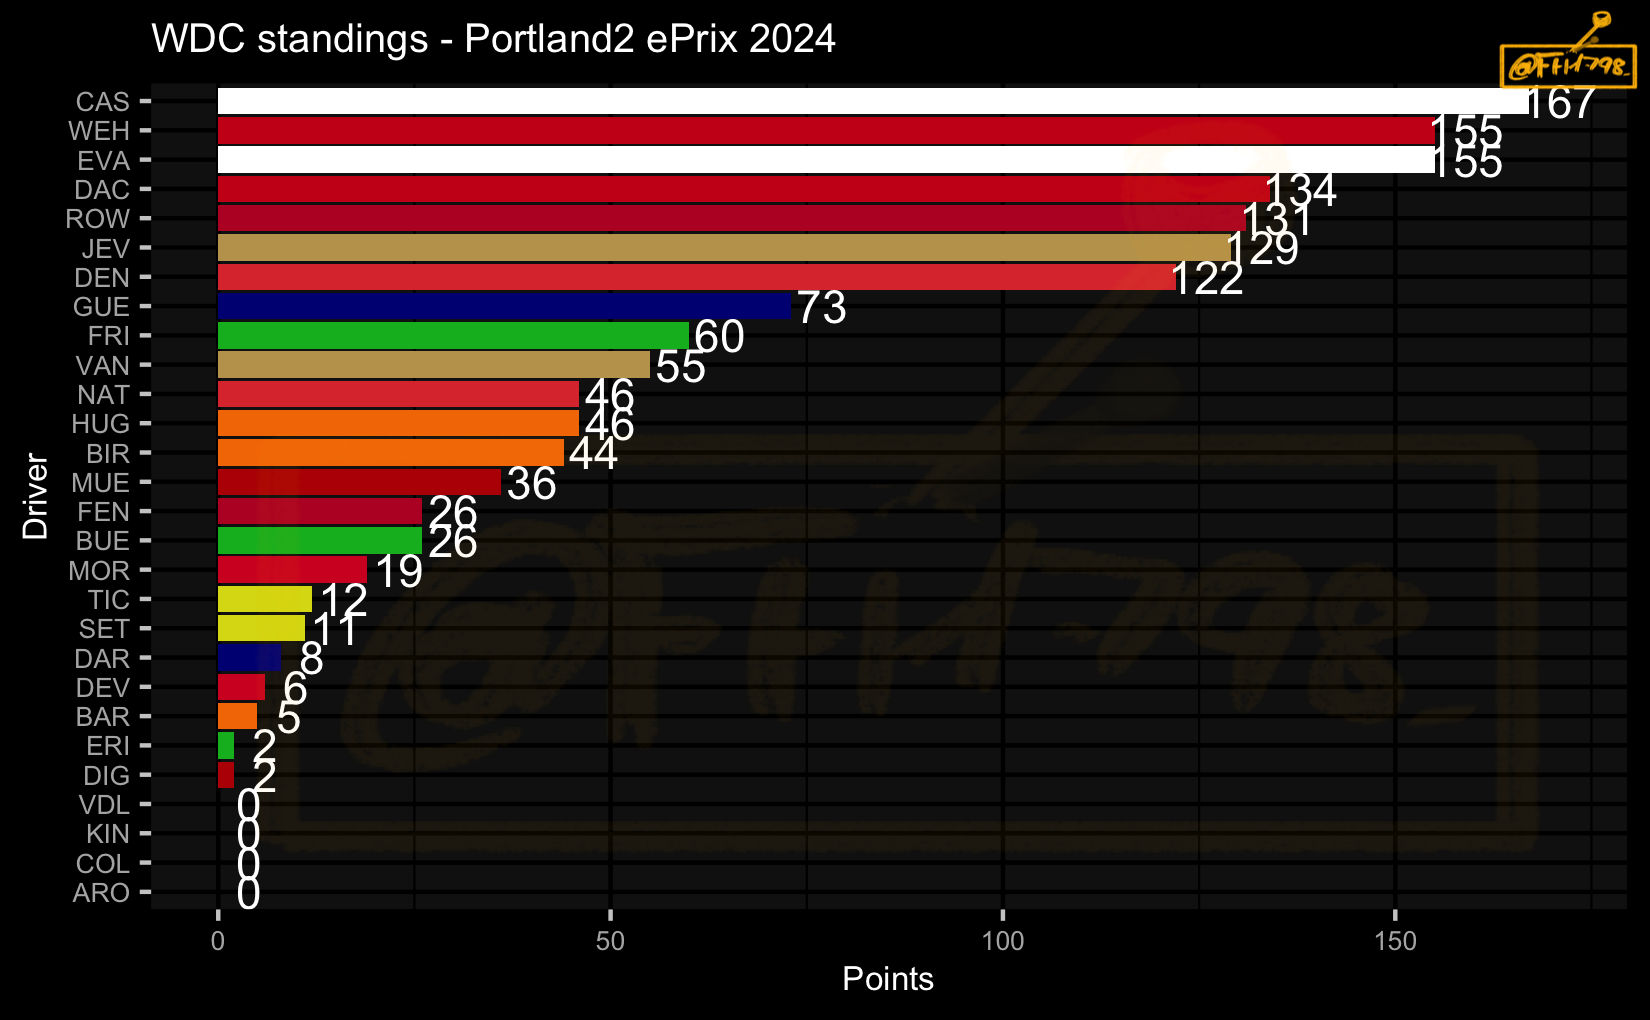 WDC standings - Portland2 ePrix 2024
@FFH798_
CAS 167
WEH 155
EVA 155
DAC 134
ROW 131
JEV 129
DEN 122
GUE 73
FRI 60
VAN 55
NAT 46
HUG 46
BIR 44
MUE 36
FEN 26
BUE 26
MOR 19
TIC 12
SET 11
DAR 8
DEV 6
BAR 5
ERI 2
DIG 2
VDL 0
KIN 0
COL 0
ARO 0
Driver
0 50 100 150
Points
@FFH798_